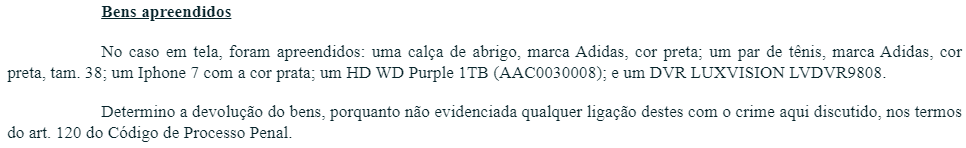 Bens apreendidos
No caso em tela, foram apreendidos: uma calça de abrigo, marca Adidas, cor preta; um par de tênis, marca Adidas, cor
preta, tam. 38; um Iphone 7 com a cor prata; um HD WD Purple 1TB (AAC0030008); e um DVR LUXVISION LVDVR9808.
Determino a devolução do bens, porquanto não evidenciada qualquer ligação destes com o crime aqui discutido, nos termos
do art. 120 do Código de Processo Penal.